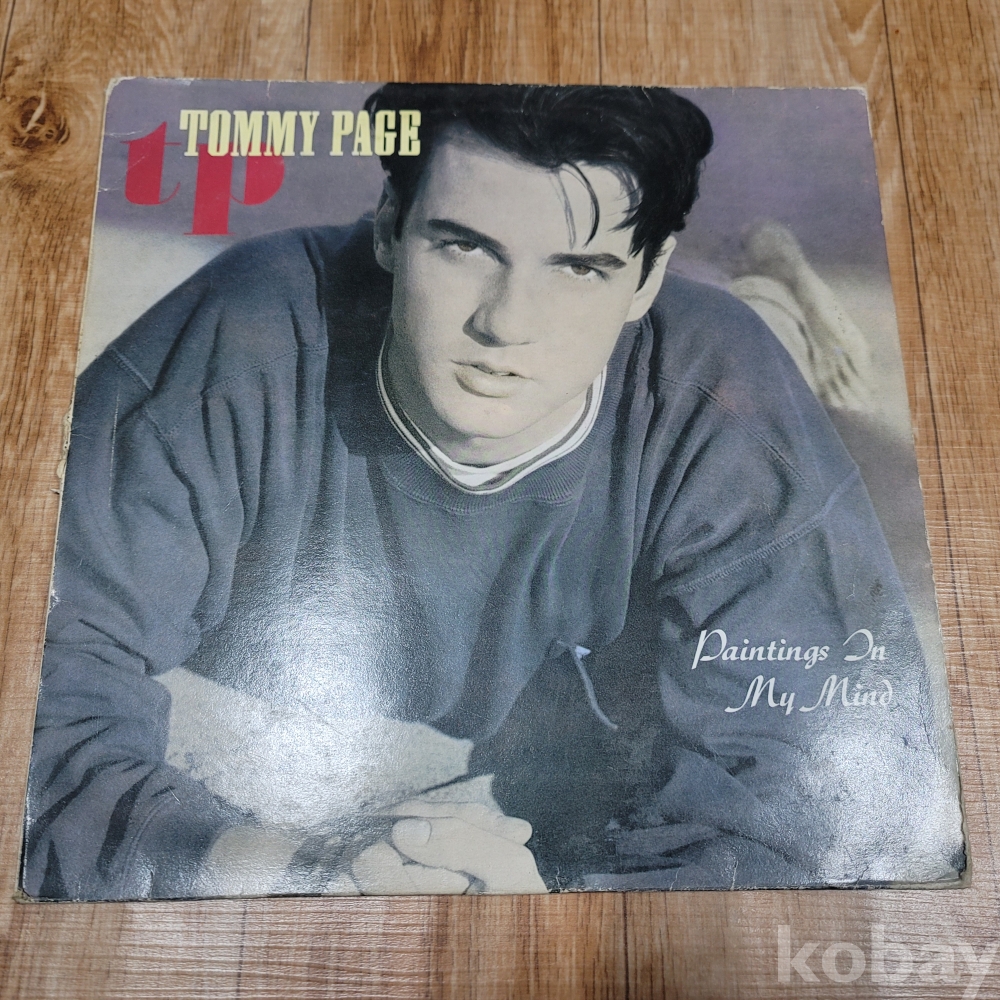 tp
TOMMY PAGE
Paintings In
My Mind
kobay